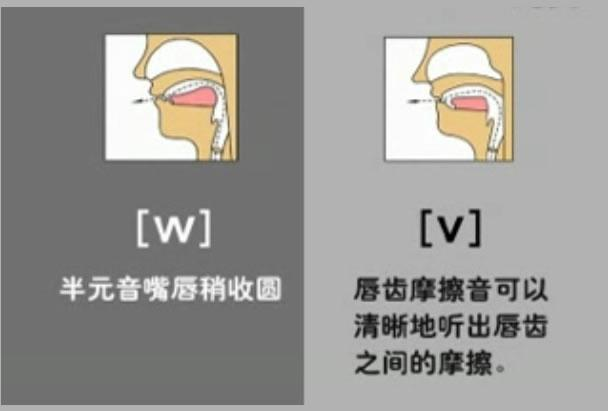 [w]
半元音嘴唇稍收圆
[v]
唇齿摩擦音可以
清晰地听出唇齿
之间的摩擦。